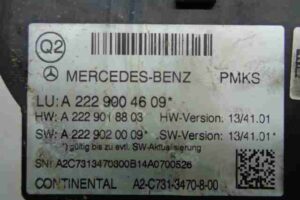 Q2
MERCEDES-BENZ PMKS
LU: A 222 900 46 09*
HW: A 222 901 88 03 HW-Version: 13/41.01
SW: A 222 902 00 09* SW-Version: 13/41.01*
*) gültig bis zu evtl. SW-Aktualisierung
SN: A2C7313470300B14A0700526
CONTINENTAL A2-C731-3470-8-00